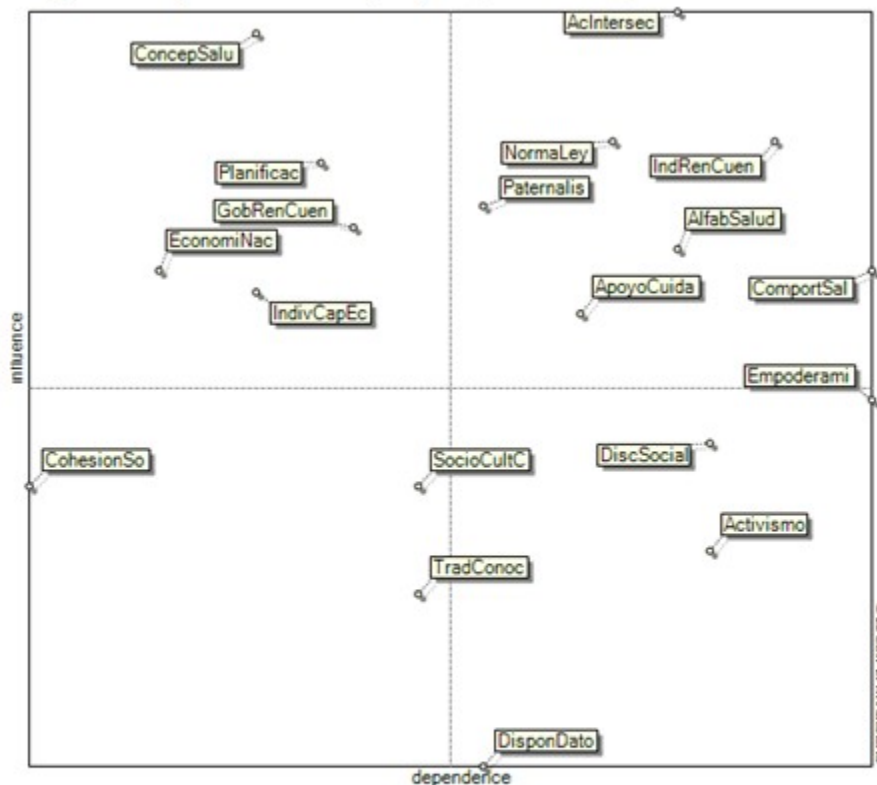 AcIntersec
ConcepSalu
NormaLey
IndRenCuen
Planificac
Paternalis
GobRenCuen
AlfabSalud
EconomiNac
ApoyoCuida
ComportSal
IndivCapEc
influence
Empoderami
CohesionSo
SocioCultC
DiscSocial
Activismo
TradConoc
DisponDato
dependence